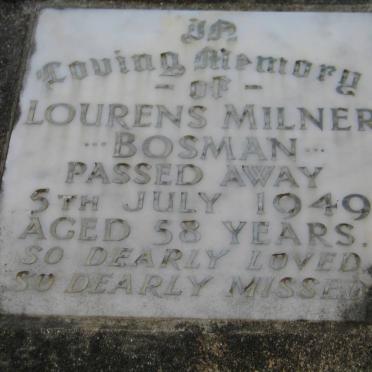 In
Loving Memory
- of -
LOURENS MILNER
... BOSMAN ...
PASSED AWAY
5TH JULY 1949
AGED 58 YEARS.
SO DEARLY LOVED
SO DEARLY MISSED